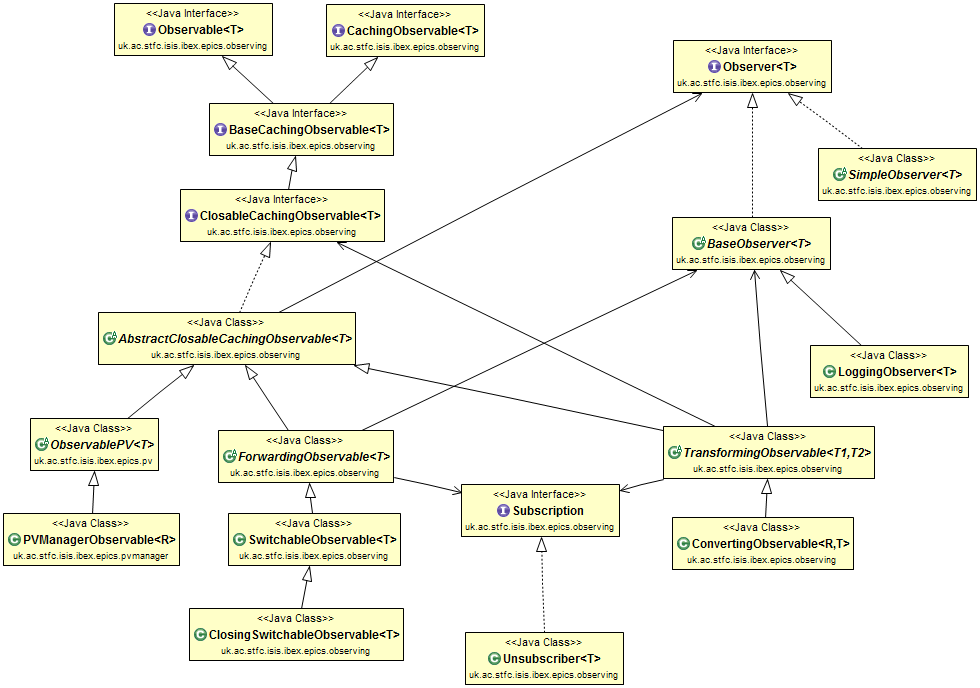 <<Java Interface>>
Observable<T>
uk.ac.stfc.isis.ibex.epics.observing
<<Java Interface>>
CachingObservable<T>
uk.ac.stfc.isis.ibex.epics.observing
<<Java Interface>>
Observer<T>
uk.ac.stfc.isis.ibex.epics.observing
<<Java Interface>>
BaseCachingObservable<T>
uk.ac.stfc.isis.ibex.epics.observing
<<Java Class>>
SimpleObserver<T>
uk.ac.stfc.isis.ibex.epics.observing
<<Java Interface>>
ClosableCachingObservable<T>
uk.ac.stfc.isis.ibex.epics.observing
<<Java Class>>
BaseObserver<T>
uk.ac.stfc.isis.ibex.epics.observing
<<Java Class>>
AbstractClosableCachingObservable<T>
uk.ac.stfc.isis.ibex.epics.observing
<<Java Class>>
LoggingObserver<T>
uk.ac.stfc.isis.ibex.epics.observing
<<Java Class>>
ObservablePV<T>
uk.ac.stfc.isis.ibex.epics.pv
<<Java Class>>
ForwardingObservable<T>
uk.ac.stfc.isis.ibex.epics.observing
<<Java Class>>
TransformingObservable<T1,T2>
uk.ac.stfc.isis.ibex.epics.observing
<<Java Interface>>
Subscription
uk.ac.stfc.isis.ibex.epics.observing
<<Java Class>>
PVManagerObservable<R>
uk.ac.stfc.isis.ibex.epics.pvmanager
<<Java Class>>
SwitchableObservable<T>
uk.ac.stfc.isis.ibex.epics.observing
<<Java Class>>
ConvertingObservable<R,T>
uk.ac.stfc.isis.ibex.epics.observing
<<Java Class>>
ClosingSwitchableObservable<T>
uk.ac.stfc.isis.ibex.epics.observing
<<Java Class>>
Unsubscriber<T>
uk.ac.stfc.isis.ibex.epics.observing